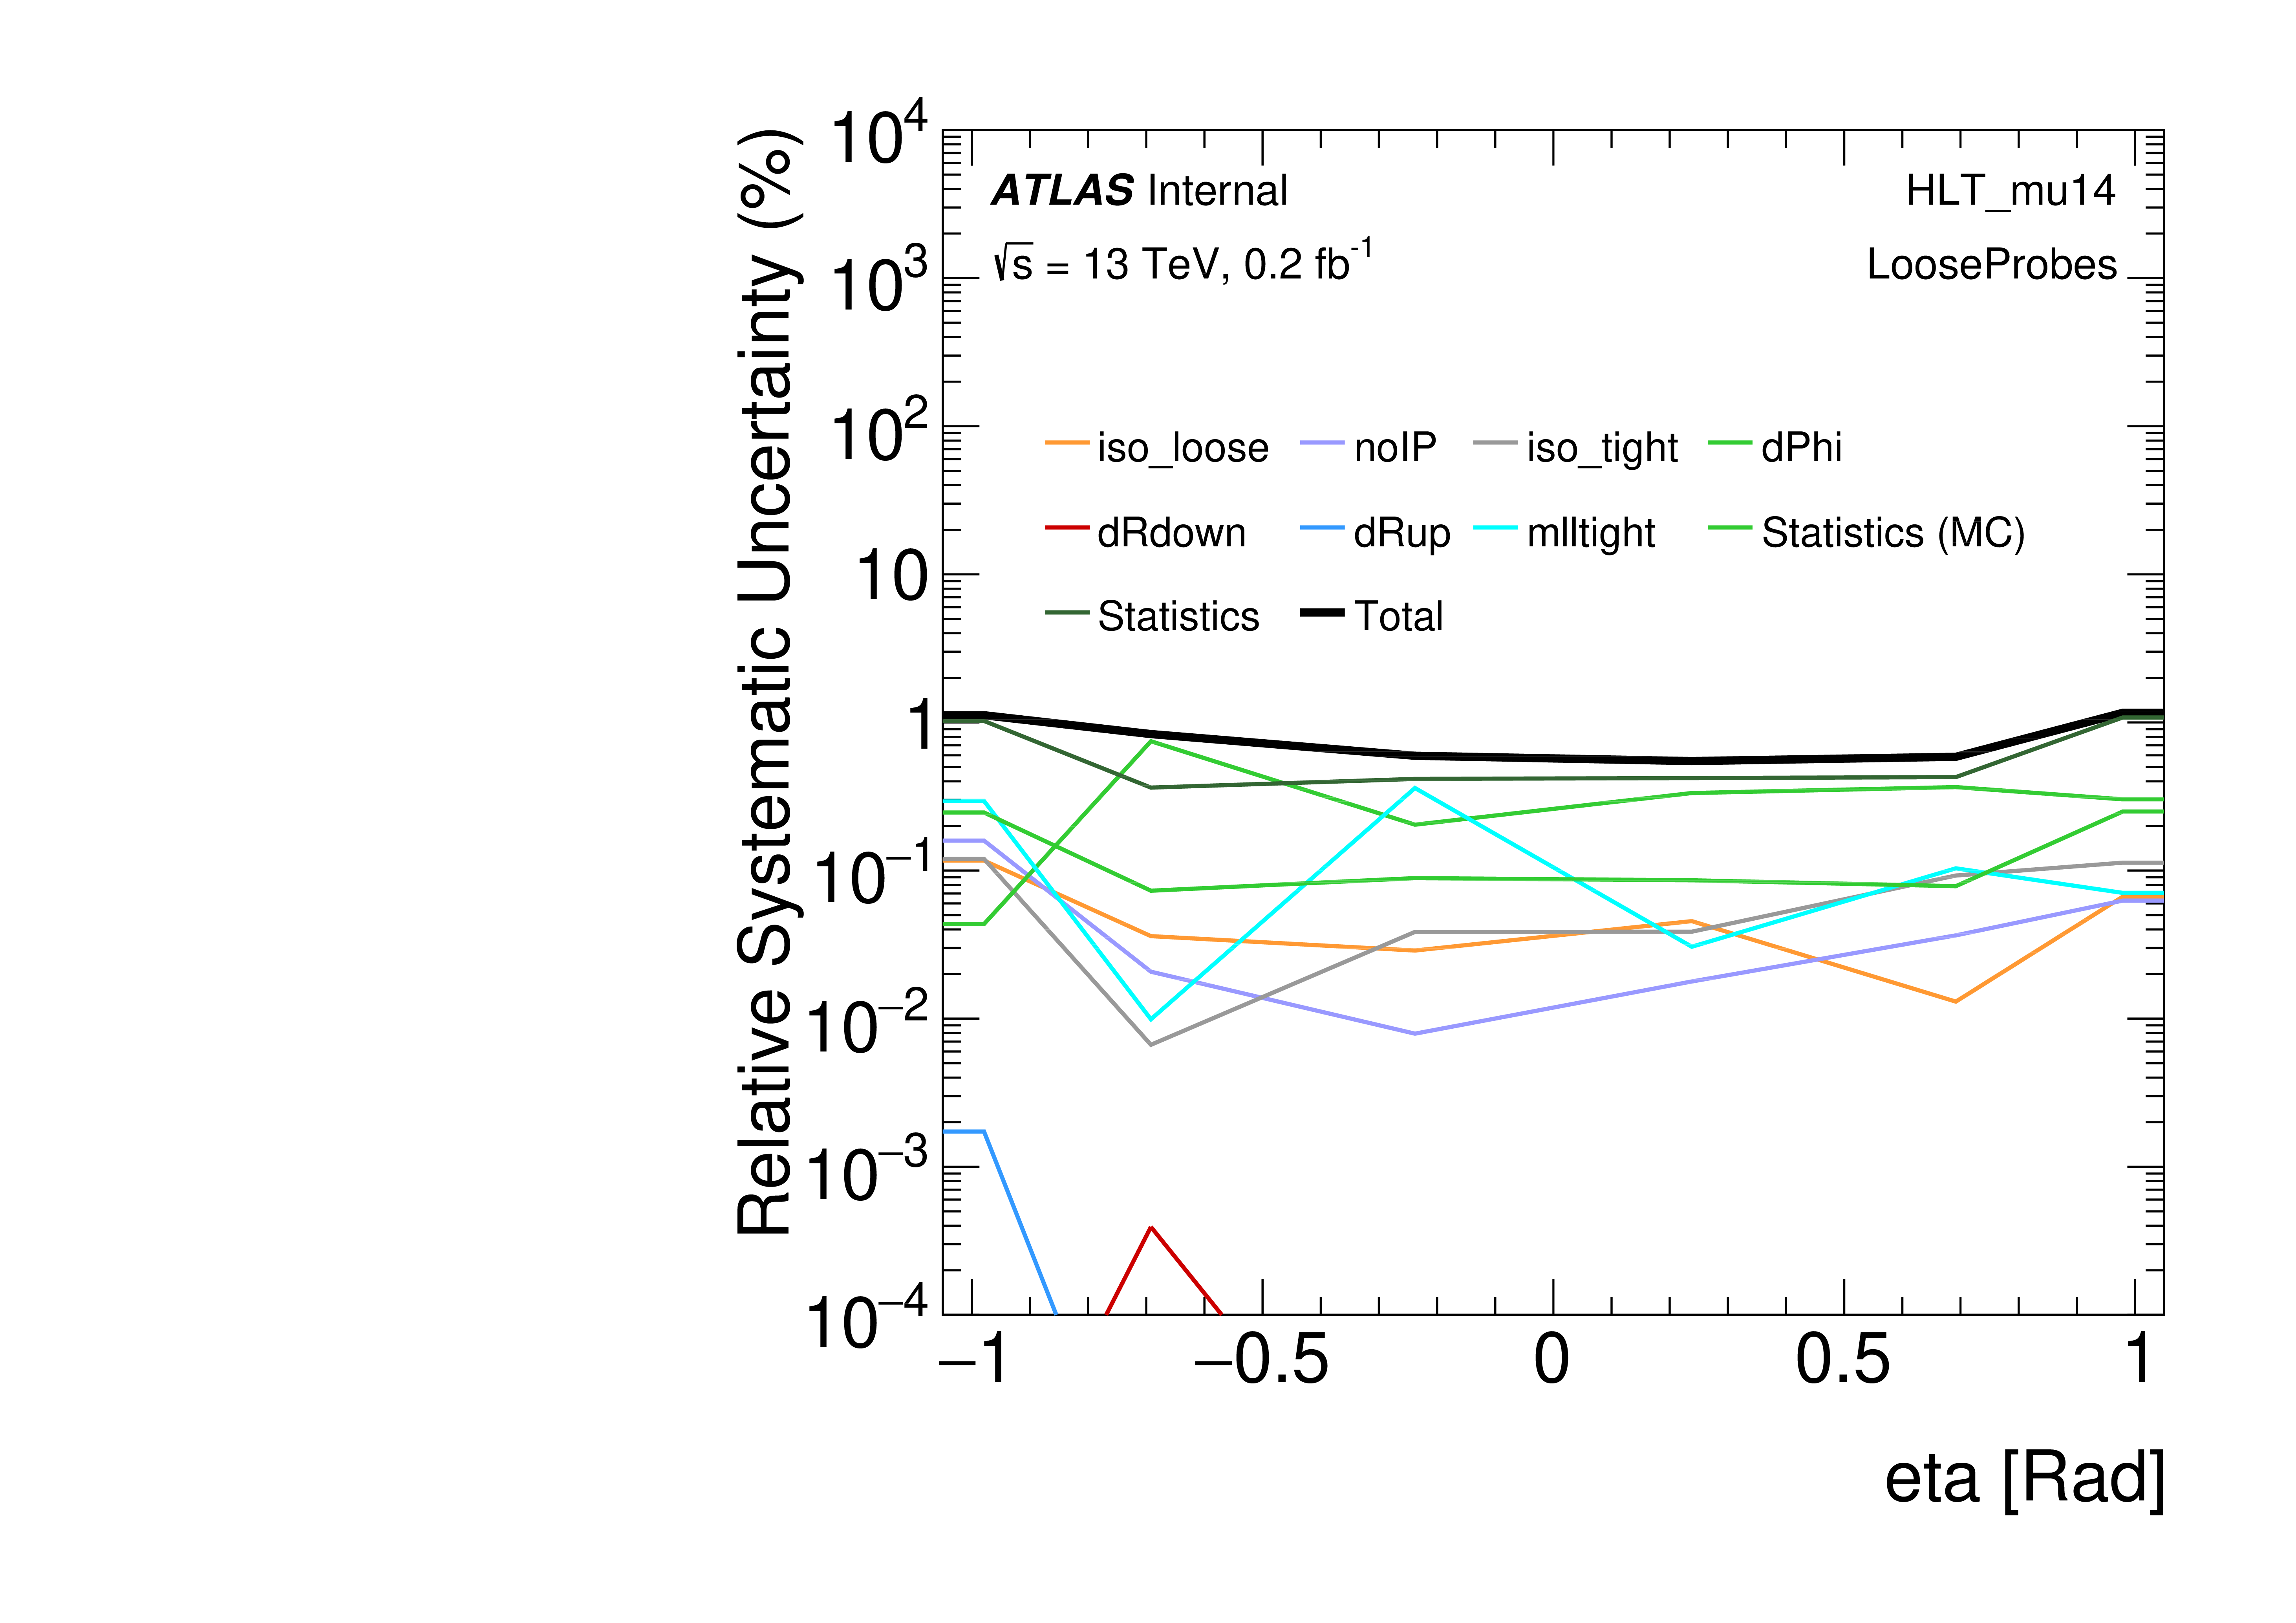 Relative Systematic Uncertainty (%)
10^4
10^3
10^2
10
1
10^−1
10^−2
10^−3
10^−4
ATLAS Internal
HLT_mu14
√s = 13 TeV, 0.2 fb^-1
LooseProbes
iso_loose noIP iso_tight dPhi
dRdown dRup mlltight Statistics (MC)
Statistics Total
−1 −0.5 0 0.5 1
eta [Rad]